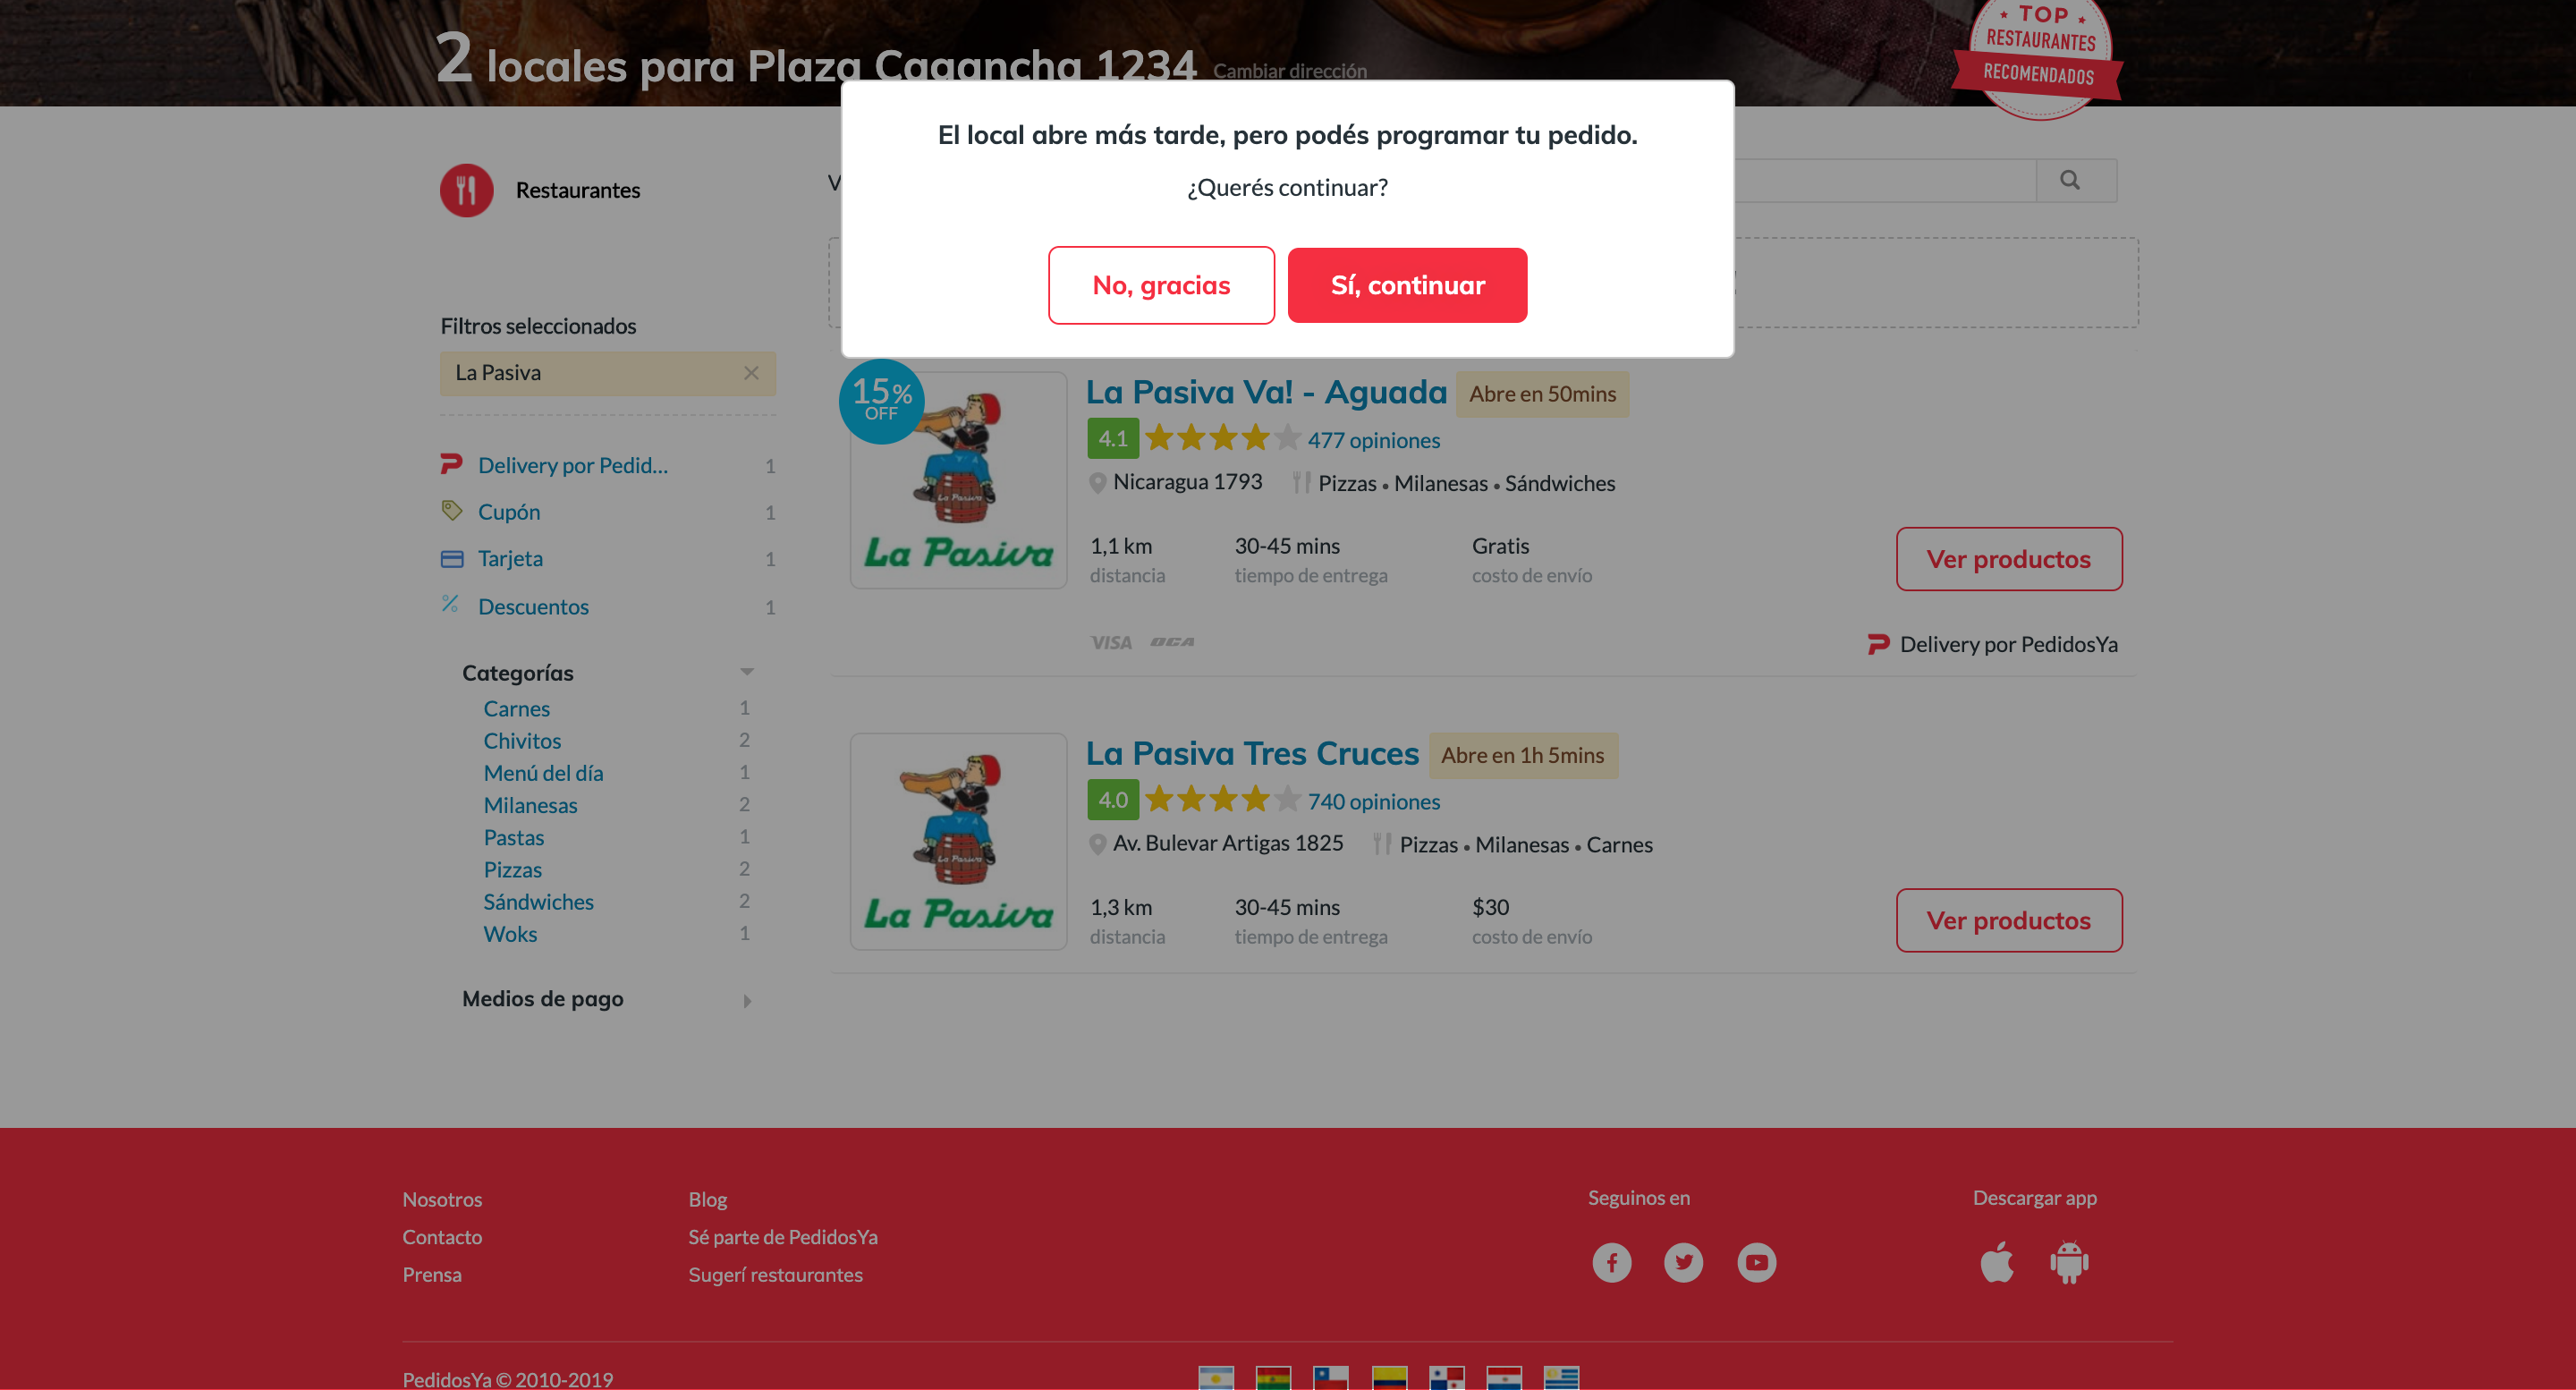 2 locales para Plaza Cagancha 1234 Cambiar dirección
TOP
RESTAURANTES
RECOMENDADOS
El local abre más tarde, pero podés programar tu pedido.
¿Querés continuar?
No, gracias
Sí, continuar
Restaurantes
Filtros seleccionados
La Pasiva
Delivery por Pedid... 1
Cupón 1
Tarjeta 1
Descuentos 1
Categorías
Carnes 1
Chivitos 2
Menú del día 1
Milanesas 2
Pastas 1
Pizzas 2
Sándwiches 2
Woks 1
Medios de pago
15%
OFF
La Pasiva
La Pasiva
La Pasiva Va! - Aguada Abre en 50mins
4.1 477 opiniones
Nicaragua 1793 Pizzas • Milanesas • Sándwiches
1,1 km 30-45 mins Gratis
distancia tiempo de entrega costo de envío
Ver productos
VISA OCA
Delivery por PedidosYa
La Pasiva
La Pasiva
La Pasiva Tres Cruces Abre en 1h 5mins
4.0 740 opiniones
Av. Bulevar Artigas 1825 Pizzas • Milanesas • Carnes
1,3 km 30-45 mins $30
distancia tiempo de entrega costo de envío
Ver productos
Nosotros
Contacto
Prensa
Blog
Sé parte de PedidosYa
Sugerí restaurantes
Seguinos en
Descargar app
PedidosYa © 2010-2019